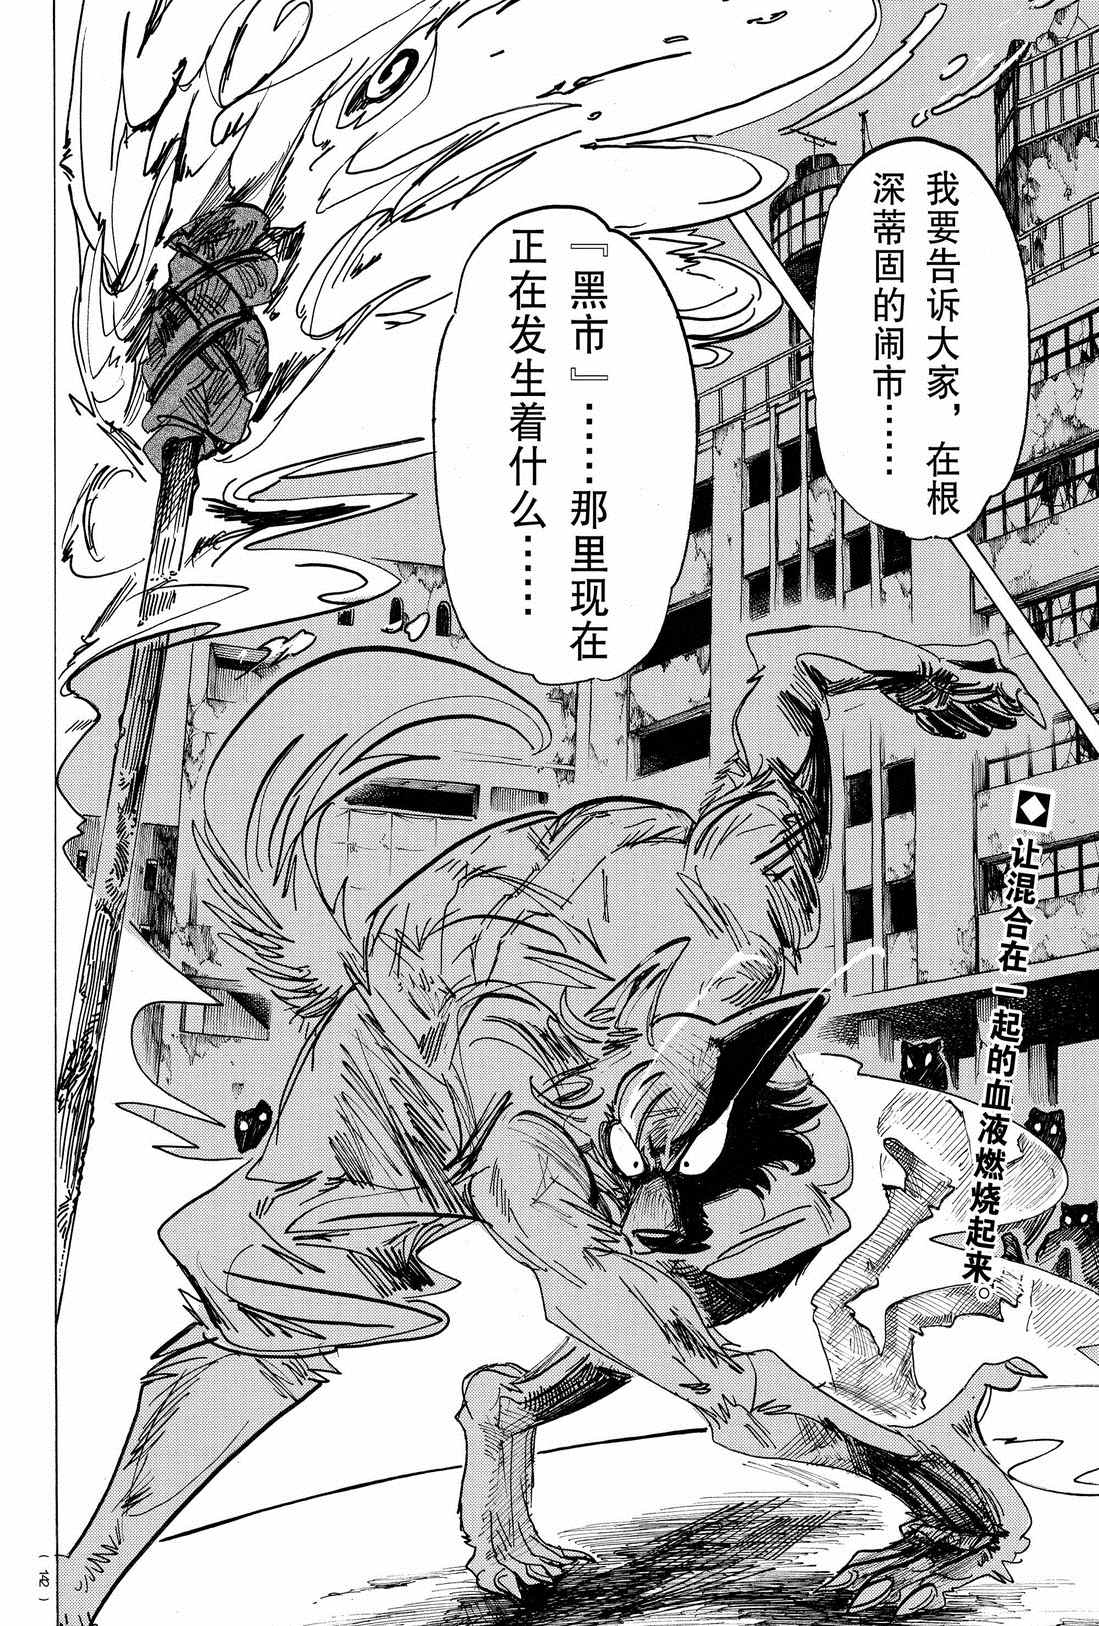 我要告诉大家，在根
深蒂固的闹市……
『黑市』……那里现在
正在发生着什么……
◆让混合在一起的血液燃烧起来。
(142)